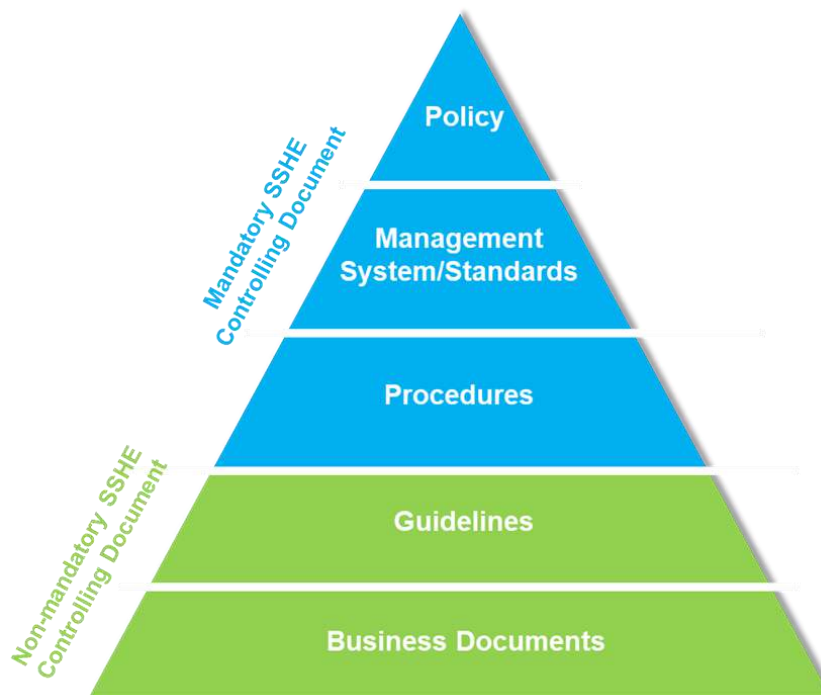 Policy
Mandatory SSHE
Controlling Document
Management
System/Standards
Procedures
Non-mandatory SSHE
Controlling Document
Guidelines
Business Documents